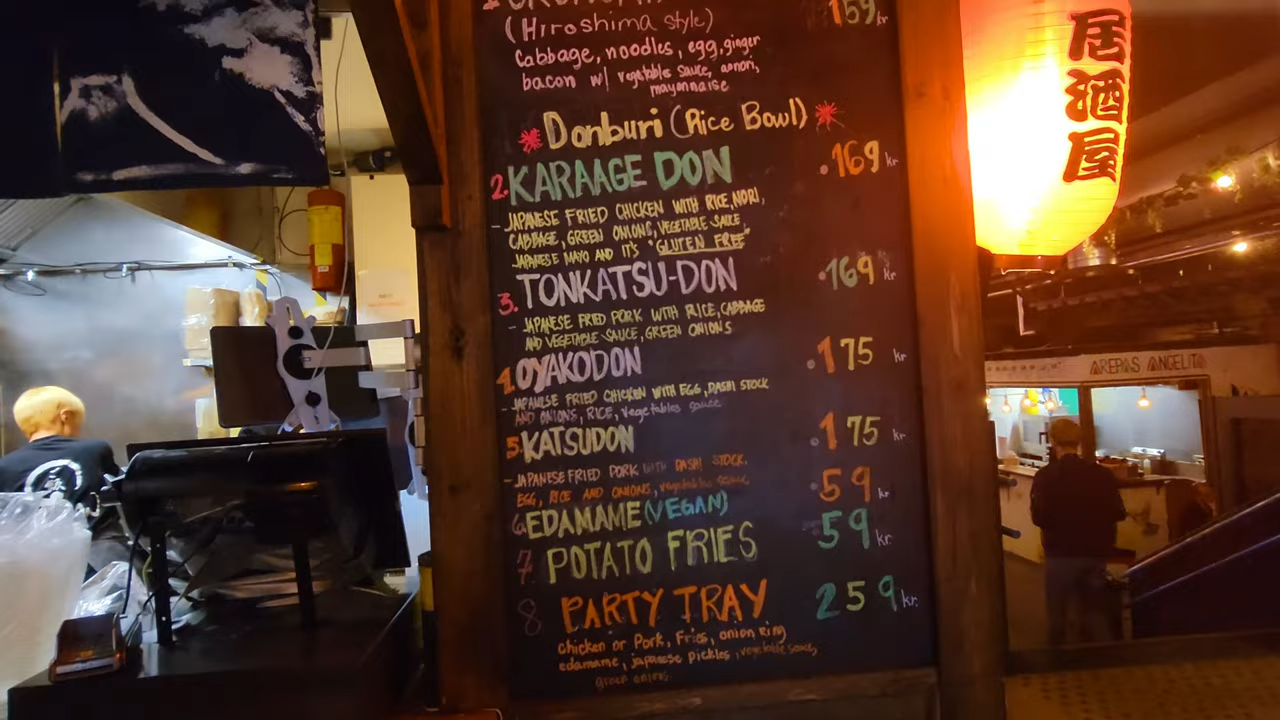 (Hiroshima style)
159 kr
Cabbage, noodles, egg, ginger
bacon w/ vegetable sauce, aonori,
mayonnaise
Donburi (Rice Bowl)
2. KARAAGE DON .169 kr
- JAPANESE FRIED CHICKEN WITH RICE, NORI,
CABBAGE, GREEN ONIONS, VEGETABLE SAUCE,
JAPANESE MAYO AND IT'S "GLUTEN FREE"
3. TONKATSU-DON .169 kr
- JAPANESE FRIED PORK WITH RICE, CABBAGE
AND VEGETABLE SAUCE, GREEN ONIONS
4. OYAKODON .175 kr
- JAPANESE FRIED CHICKEN WITH EGG, DASHI STOCK
AND ONIONS, RICE, vegetables sauce
5. KATSUDON .175 kr
- JAPANESE FRIED PORK WITH DASHI STOCK,
EGG, RICE AND ONIONS, vegetables sauce,
6. EDAMAME (VEGAN) .59 kr
7. POTATO FRIES 59 kr.
8 PARTY TRAY 259 kr.
chicken or Pork, Fries, onion ring
edamame, japanese pickles, vegetable sauce,
green onions.
居酒屋
AREPAS ANGELITA